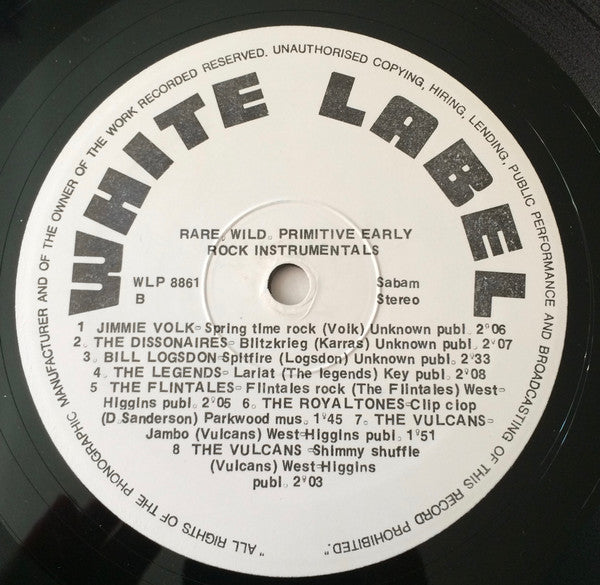 "ALL RIGHTS OF THE PHONOGRAPHIC MANUFACTURER AND OF THE OWNER OF THE WORK RECORDED RESERVED. UNAUTHORISED COPYING, HIRING, LENDING, PUBLIC PERFORMANCE AND BROADCASTING OF THIS RECORD PROHIBITED."
WHITE LABEL
RARE, WILD, PRIMITIVE EARLY
ROCK INSTRUMENTALS
WLP 8861 Sabam
B Stereo
1 JIMMIE VOLK-Spring time rock (Volk) Unknown publ. 2'06
2. THE DISSONAIRES-Blitzkrieg (Karras) Unknown publ. 2'07
3. BILL LOGSDON-Spitfire (Logsdon) Unknown publ. 2'33
4. THE LEGENDS-Lariat (The legends) Key publ. 2'08
5 THE FLINTALES-Flintales rock (The Flintales) West-
Higgins publ. 2'05 6. THE ROYALTONES-Clip clop
(D. Sanderson) Parkwood mus. 1'45 7. THE VULCANS-
Jambo (Vulcans) West-Higgins publ. 1'51
8 THE VULCANS-Shimmy shuffle
(Vulcans) West-Higgins
publ. 2'03